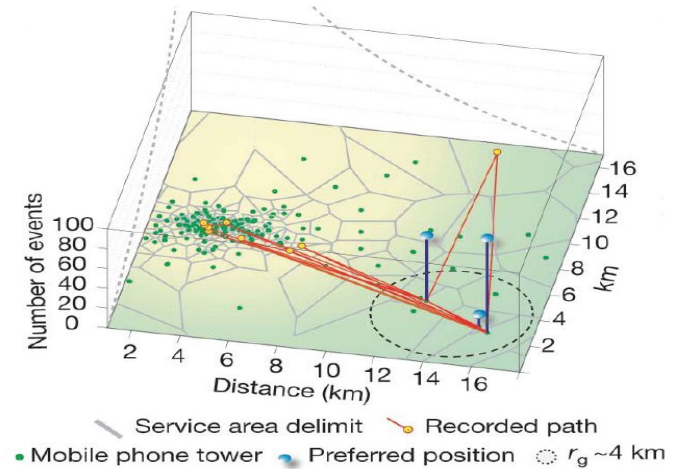 16
14
12
10
8
6
4
2
km
100
80
60
40
20
0
Number of events
2 4 6 8 10 12 14 16
Distance (km)
Service area delimit Recorded path
Mobile phone tower Preferred position rg ~4 km